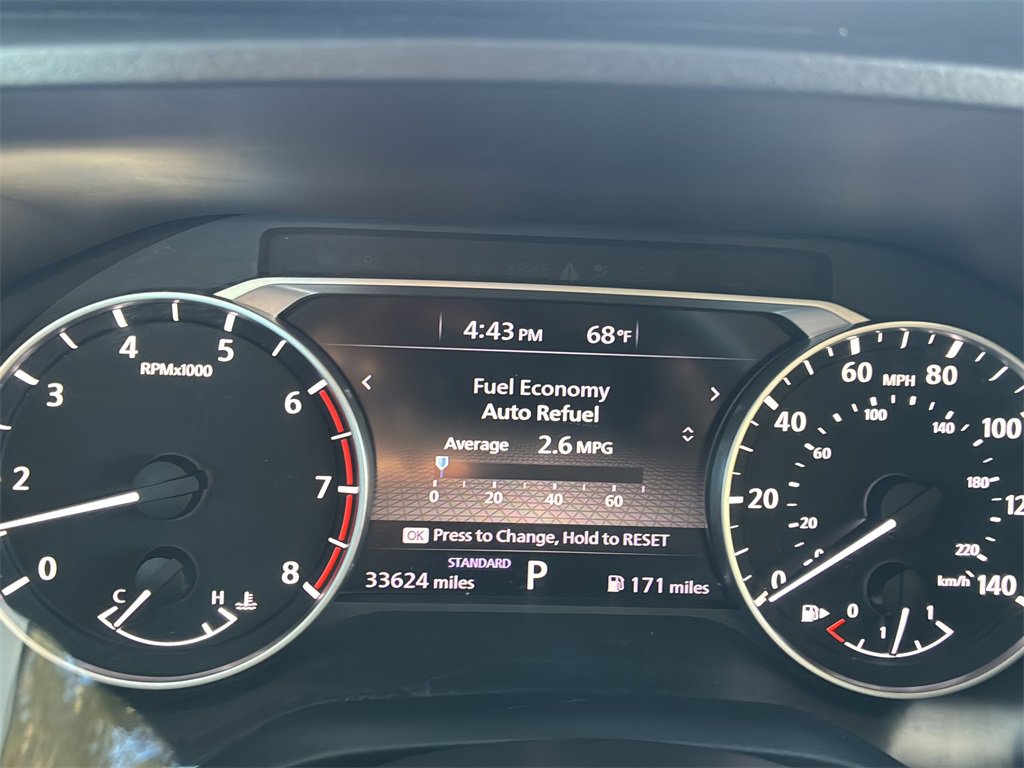 4:43 PM 68°F
Fuel Economy
Auto Refuel
Average 2.6 MPG
0 20 40 60
OK Press to Change, Hold to RESET
STANDARD
33624 miles P 171 miles
RPMx1000
0 2 3 4 5 6 7 8
C H
MPH
0 20 40 60 80 100 12 140
0 20 60 100 140 180 220
km/h
0 1 1